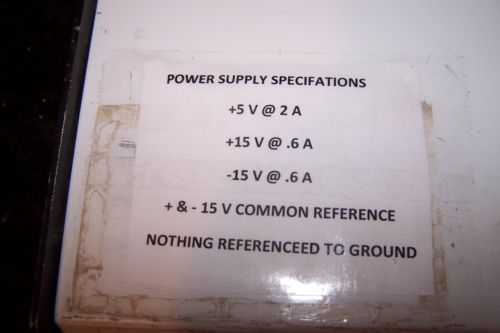 POWER SUPPLY SPECIFATIONS
+5 V @ 2 A
+15 V @ .6 A
-15 V @ .6 A
+ & - 15 V COMMON REFERENCE
NOTHING REFERENCEED TO GROUND